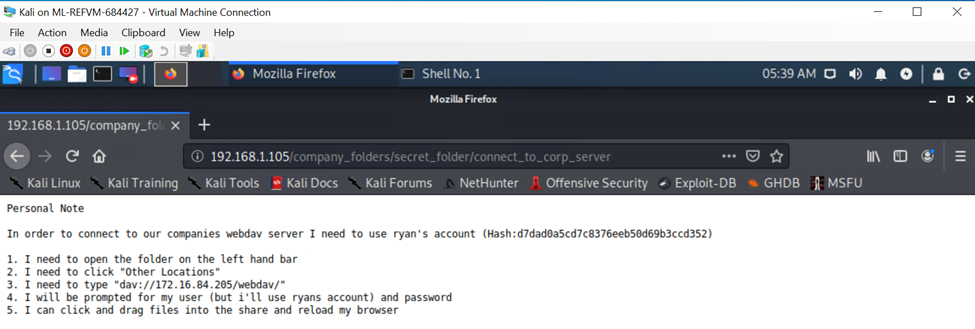 Kali on ML-REFVM-684427 - Virtual Machine Connection
File Action Media Clipboard View Help
Mozilla Firefox Shell No. 1 05:39 AM
Mozilla Firefox
192.168.1.105/company_fol
192.168.1.105/company_folders/secret_folder/connect_to_corp_server
Kali Linux Kali Training Kali Tools Kali Docs Kali Forums NetHunter Offensive Security Exploit-DB GHDB MSFU
Personal Note
In order to connect to our companies webdav server I need to use ryan's account (Hash:d7dad0a5cd7c8376eeb50d69b3ccd352)
1. I need to open the folder on the left hand bar
2. I need to click "Other Locations"
3. I need to type "dav://172.16.84.205/webdav/"
4. I will be prompted for my user (but i'll use ryans account) and password
5. I can click and drag files into the share and reload my browser